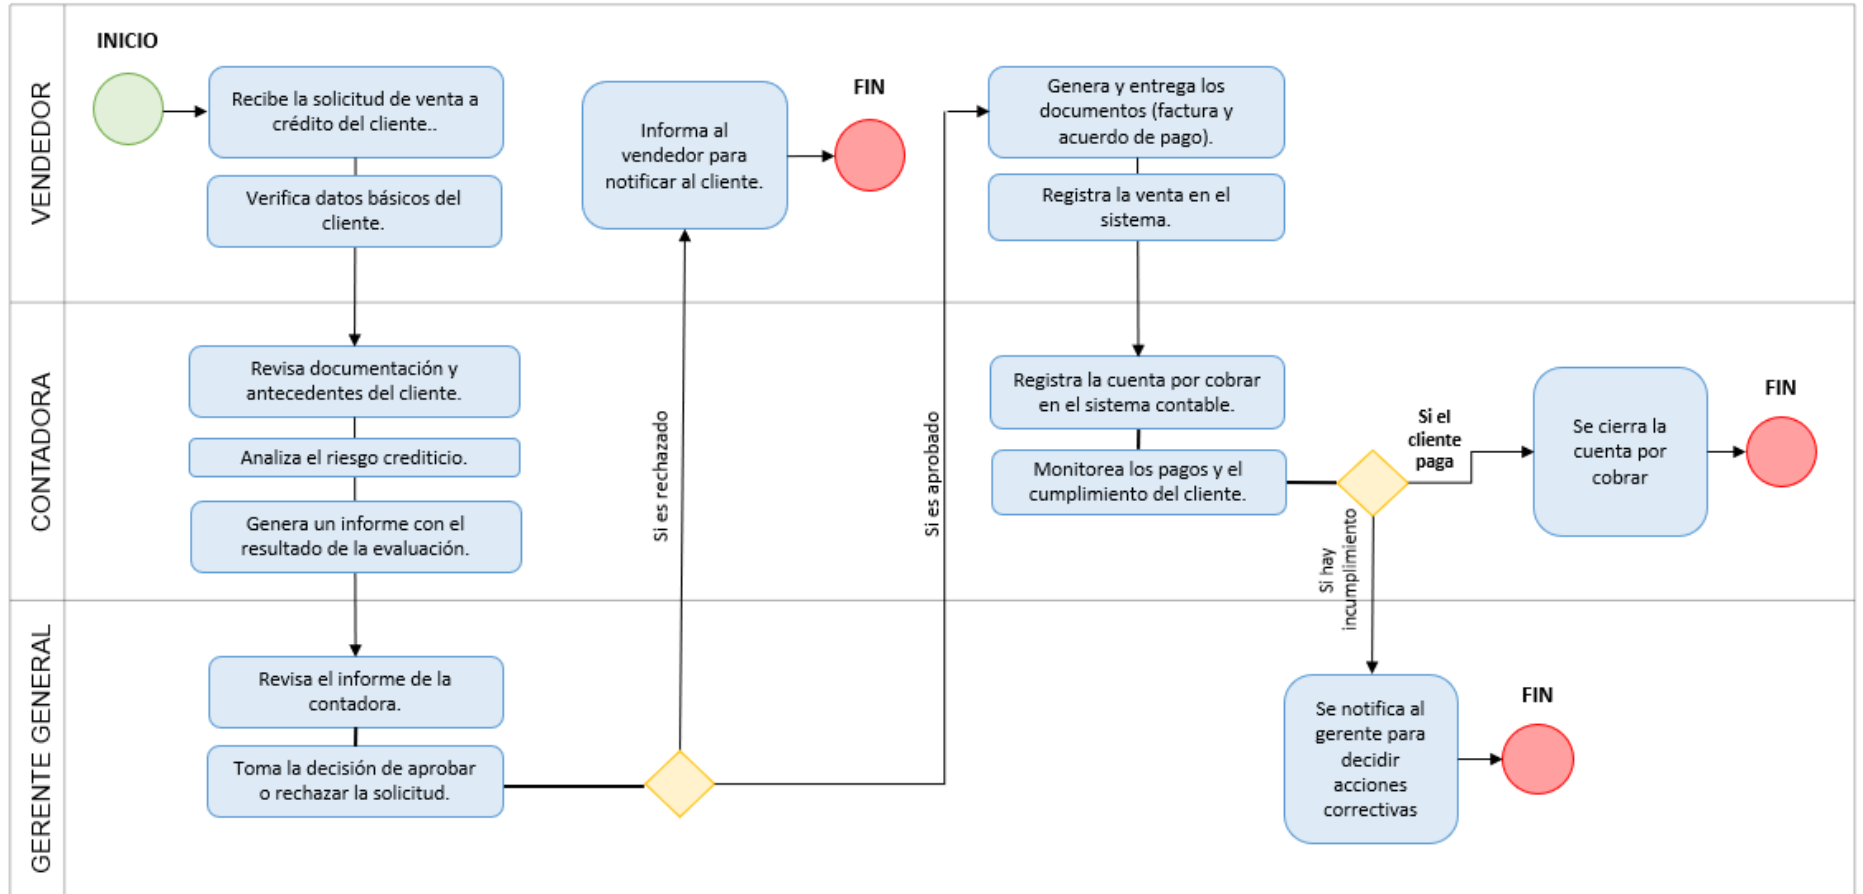 VENDEDOR
INICIO
Recibe la solicitud de venta a
crédito del cliente..
Verifica datos básicos del
cliente.
Informa al
vendedor para
notificar al cliente.
FIN
Genera y entrega los
documentos (factura y
acuerdo de pago).
Registra la venta en el
sistema.
CONTADORA
Revisa documentación y
antecedentes del cliente.
Analiza el riesgo crediticio.
Genera un informe con el
resultado de la evaluación.
Si es rechazado
Si es aprobado
Registra la cuenta por cobrar
en el sistema contable.
Monitorea los pagos y el
cumplimiento del cliente.
Si el
cliente
paga
Se cierra la
cuenta por
cobrar
FIN
Si hay
incumplimiento
GERENTE GENERAL
Revisa el informe de la
contadora.
Toma la decisión de aprobar
o rechazar la solicitud.
Se notifica al
gerente para
decidir
acciones
correctivas
FIN